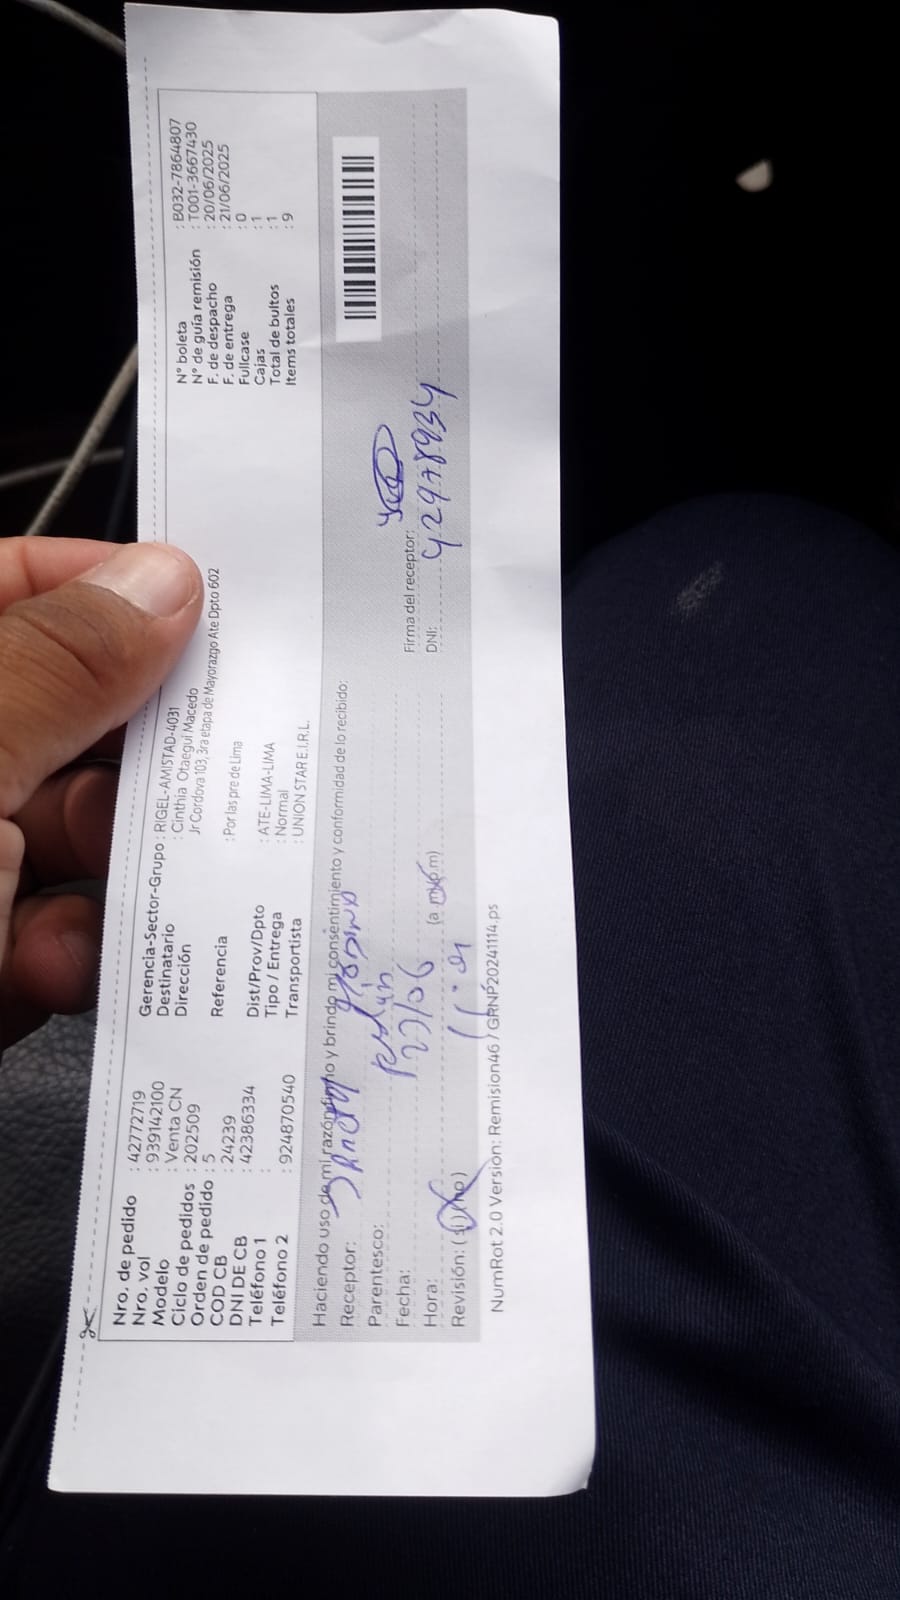 Nro. de pedido : 42772719
Nro. vol : 939142100
Modelo : Venta CN
Ciclo de pedidos : 202509
Orden de pedido : 5
COD CB : 24239
DNI DE CB : 42386334
Teléfono 1 :
Teléfono 2 : 924870540
Gerencia-Sector-Grupo : RIGEL-AMISTAD-4031
Destinatario : Cinthia Otaegui Macedo
Dirección Jr Cordova 103, 3ra etapa de Mayorazgo Ate Dpto 602
Referencia : Por las pre de Lima
Dist/Prov/Dpto : ATE-LIMA-LIMA
Tipo / Entrega : Normal
Transportista : UNION STAR E.I.R.L.
N° boleta : B032-7864807
N° de guía remisión : T001-3667430
F. de despacho : 20/06/2025
F. de entrega : 21/06/2025
Fullcase : 0
Cajas : 1
Total de bultos : 1
Items totales : 9
Haciendo uso de mi razón firmo y brindo mi consentimiento y conformidad de lo recibido:
Receptor:
Parentesco:
Fecha: 27/06
Hora: (a.m/p.m)
Revisión: (si) (no)
Firma del receptor:
DNI: 42978934
NumRot 2.0 Versión: Remision46 / GRNP20241114.ps